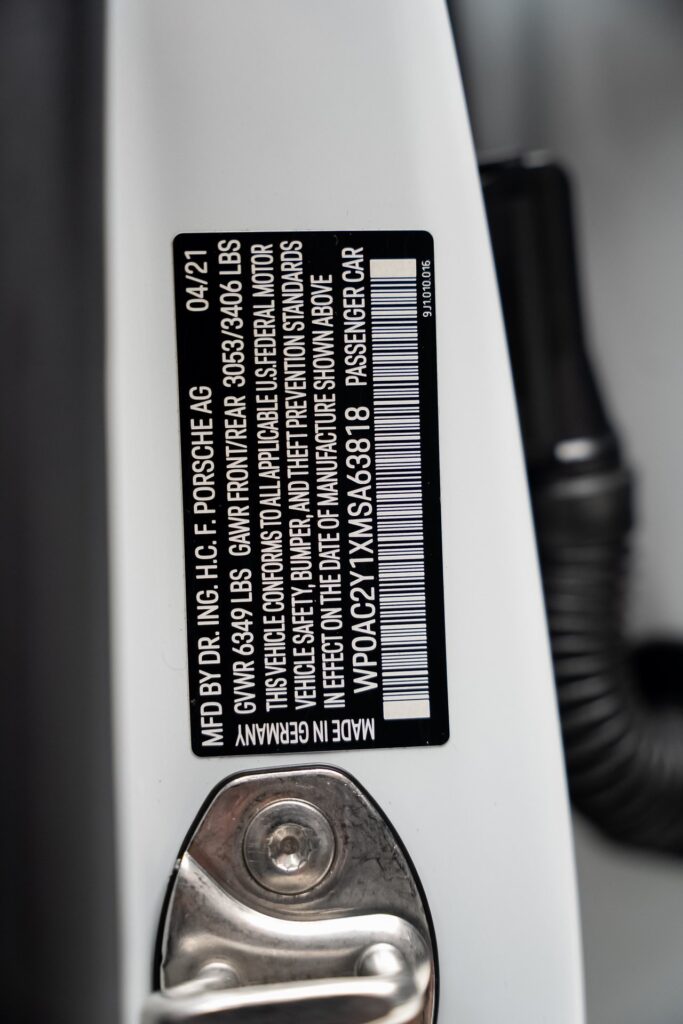 MFD BY DR. ING. H.C. F. PORSCHE AG 04/21
GVWR 6349 LBS GAWR FRONT/REAR 3053/3406 LBS
THIS VEHICLE CONFORMS TO ALL APPLICABLE U.S.FEDERAL MOTOR
VEHICLE SAFETY, BUMPER, AND THEFT PREVENTION STANDARDS
IN EFFECT ON THE DATE OF MANUFACTURE SHOWN ABOVE
WP0AC2Y1XMSA63818 PASSENGER CAR
MADE IN GERMANY
9J1.010.016